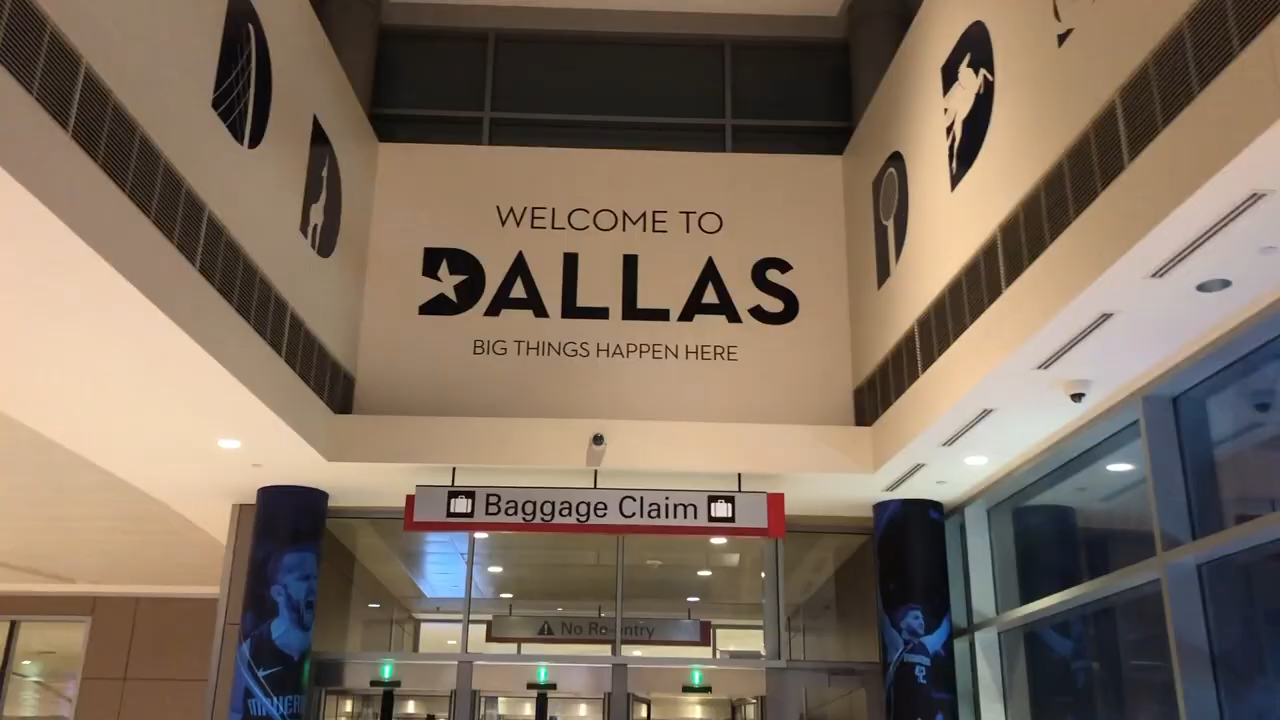 WELCOME TO
DALLAS
BIG THINGS HAPPEN HERE
Baggage Claim
No Re-entry